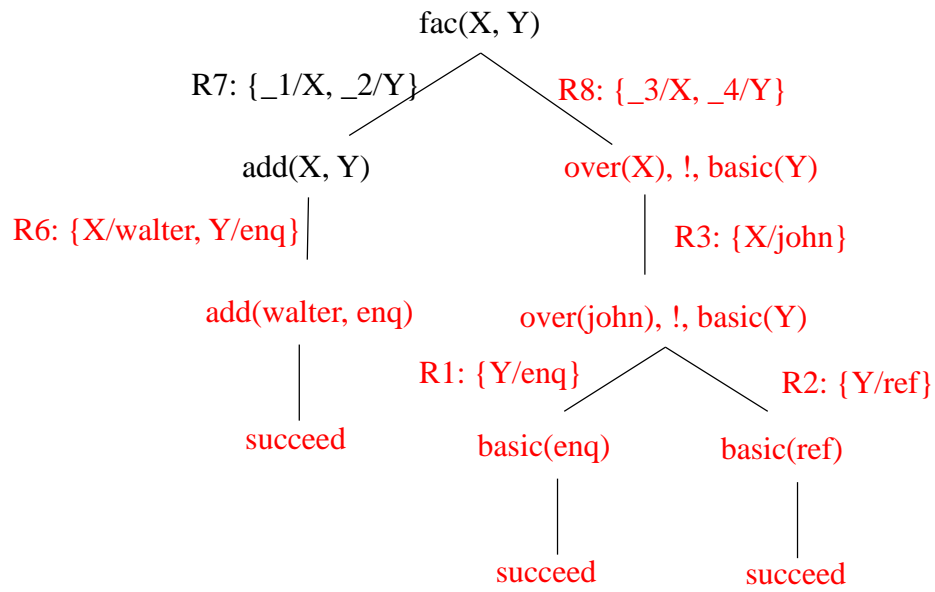 fac(X, Y)
R7: {_1/X, _2/Y}
R8: {_3/X, _4/Y}
add(X, Y)
over(X), !, basic(Y)
R6: {X/walter, Y/enq}
R3: {X/john}
add(walter, enq)
over(john), !, basic(Y)
R1: {Y/enq}
R2: {Y/ref}
succeed
basic(enq)
basic(ref)
succeed
succeed